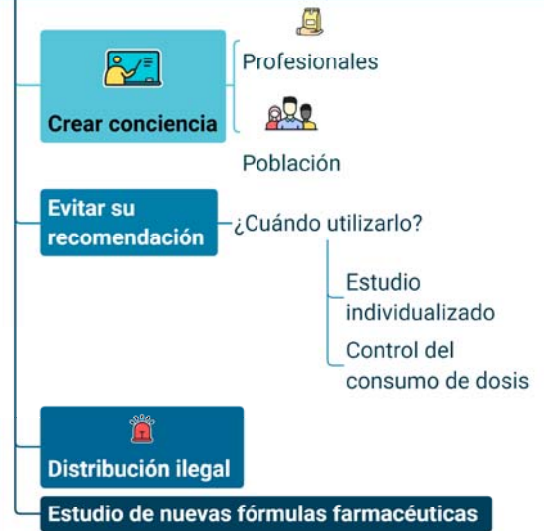 Profesionales
Crear conciencia
Población
Evitar su
recomendación
¿Cuándo utilizarlo?
Estudio
individualizado
Control del
consumo de dosis
Distribución ilegal
Estudio de nuevas fórmulas farmacéuticas